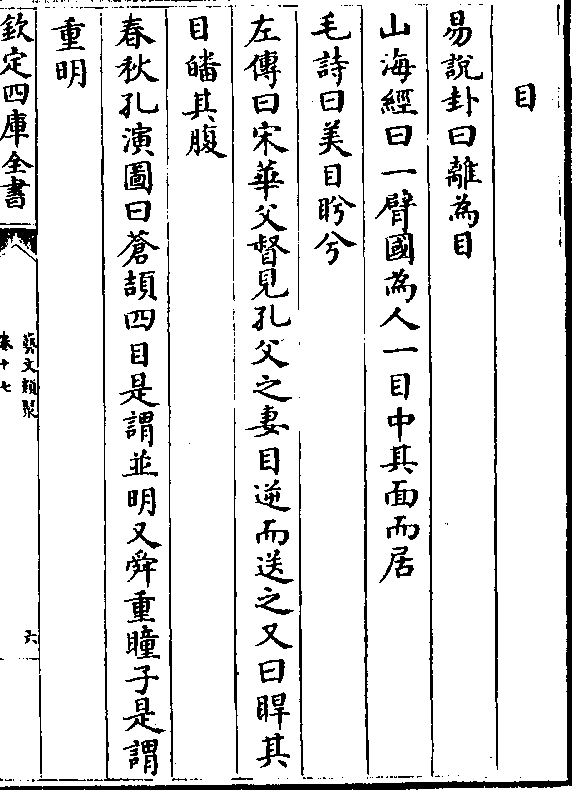 目
易說卦曰離為目
山海經曰一臂國為人一目中其面而居
毛詩曰美目盻兮
左傳曰宋華父督見孔父之妻目逆而送之又曰睅其
目皤其腹
春秋孔演圖曰蒼頡四目是謂並明又舜重瞳子是謂
重明
欽定四庫全書
藝文類聚
卷十七
六